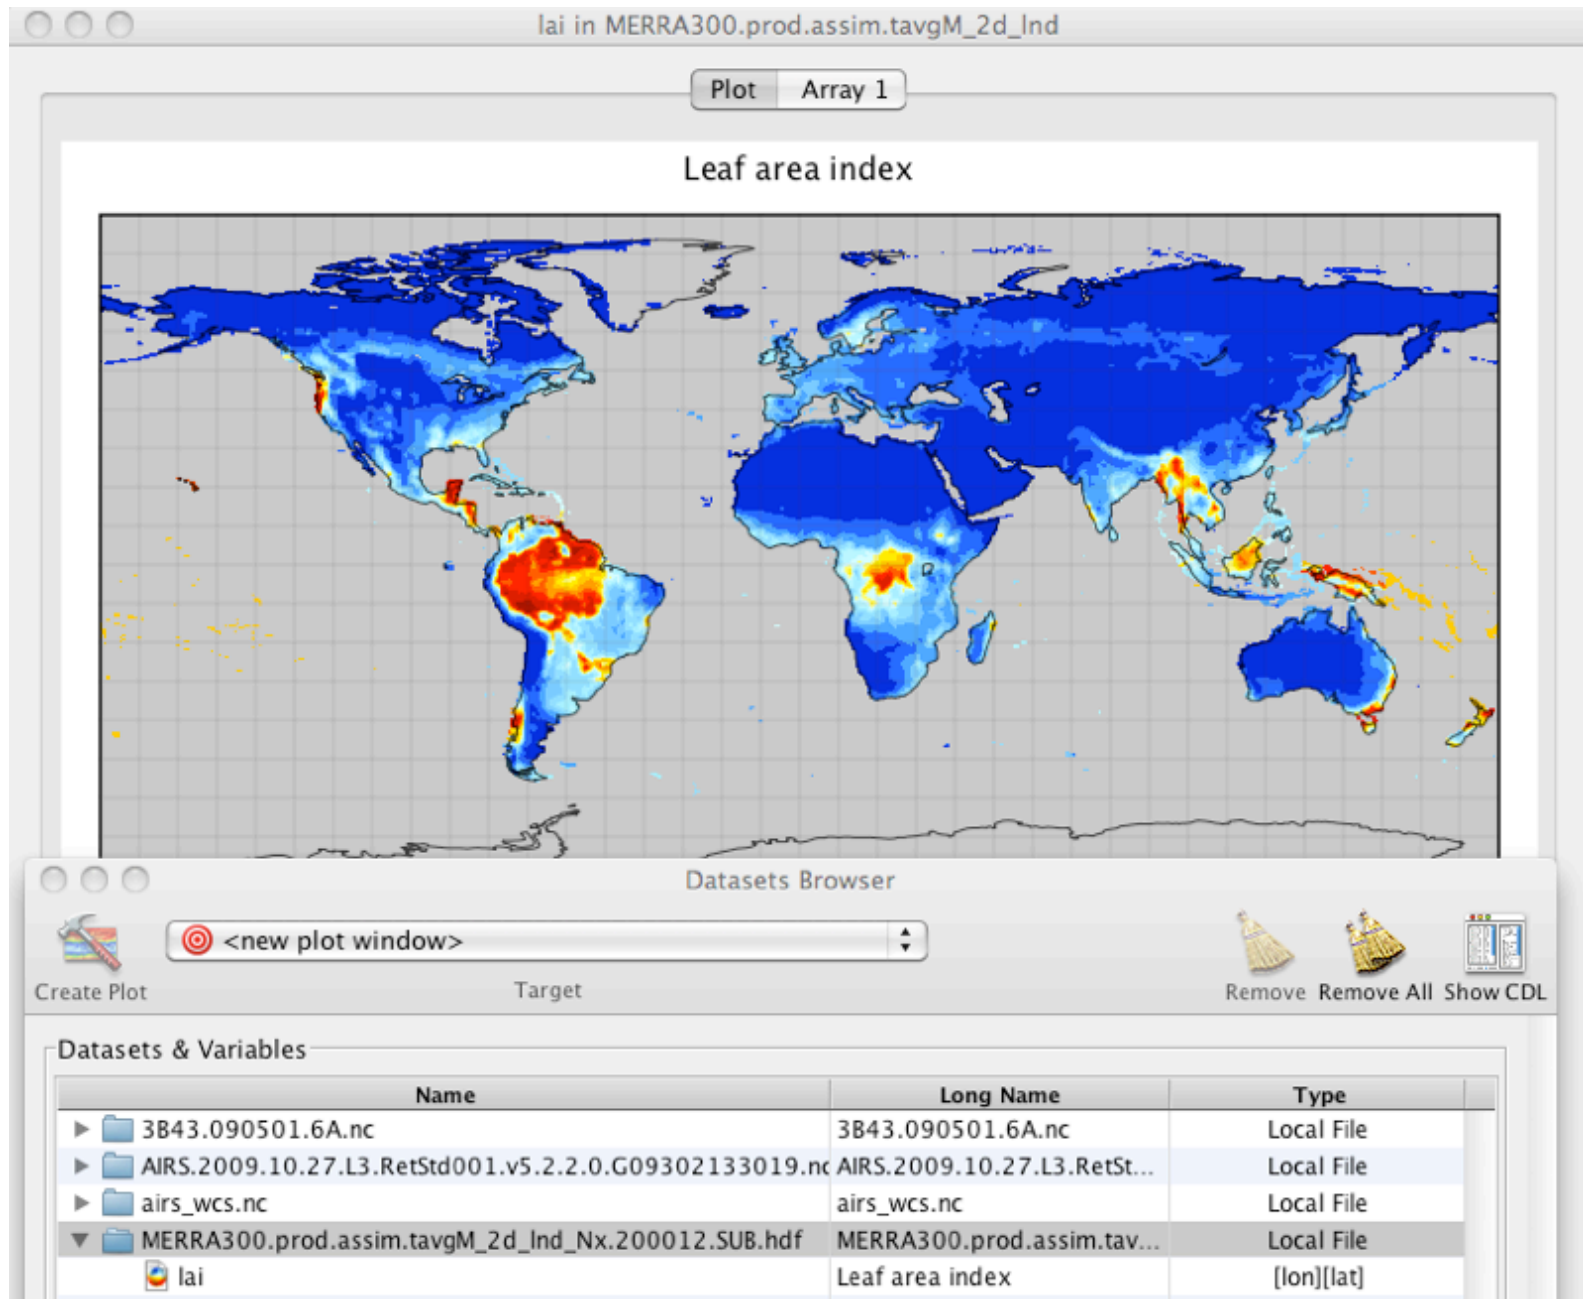 lai in MERRA300.prod.assim.tavgM_2d_lnd
Plot Array 1
Leaf area index
Datasets Browser
<new plot window>
Create Plot Target Remove Remove All Show CDL
Datasets & Variables
Name Long Name Type
3B43.090501.6A.nc 3B43.090501.6A.nc Local File
AIRS.2009.10.27.L3.RetStd001.v5.2.2.0.G09302133019.nc AIRS.2009.10.27.L3.RetSt... Local File
airs_wcs.nc airs_wcs.nc Local File
MERRA300.prod.assim.tavgM_2d_lnd_Nx.200012.SUB.hdf MERRA300.prod.assim.tav... Local File
lai Leaf area index [lon][lat]